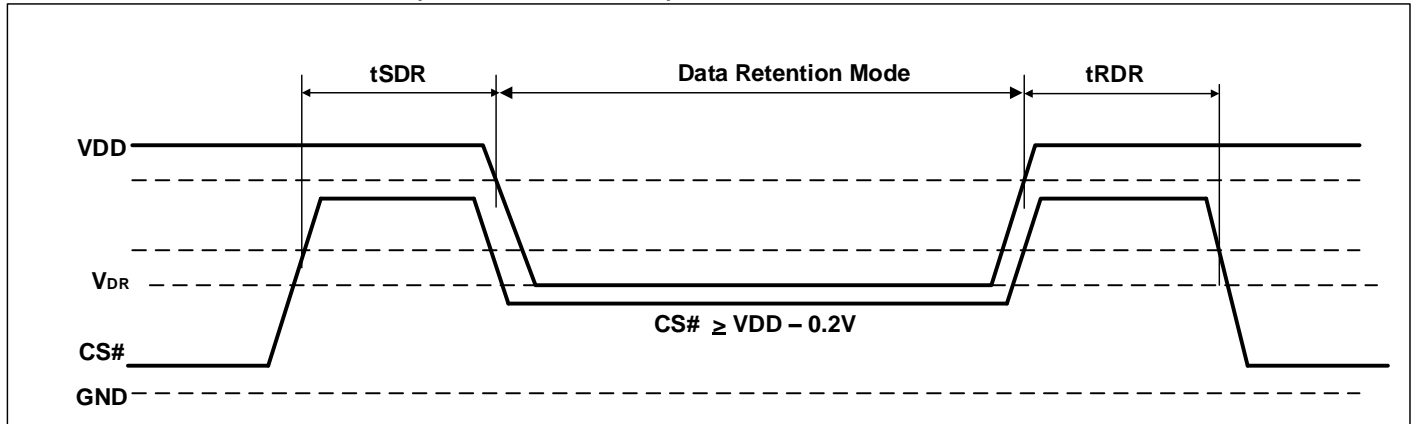 tSDR Data Retention Mode tRDR
VDD
VDR
CS# ≥ VDD – 0.2V
CS#
GND